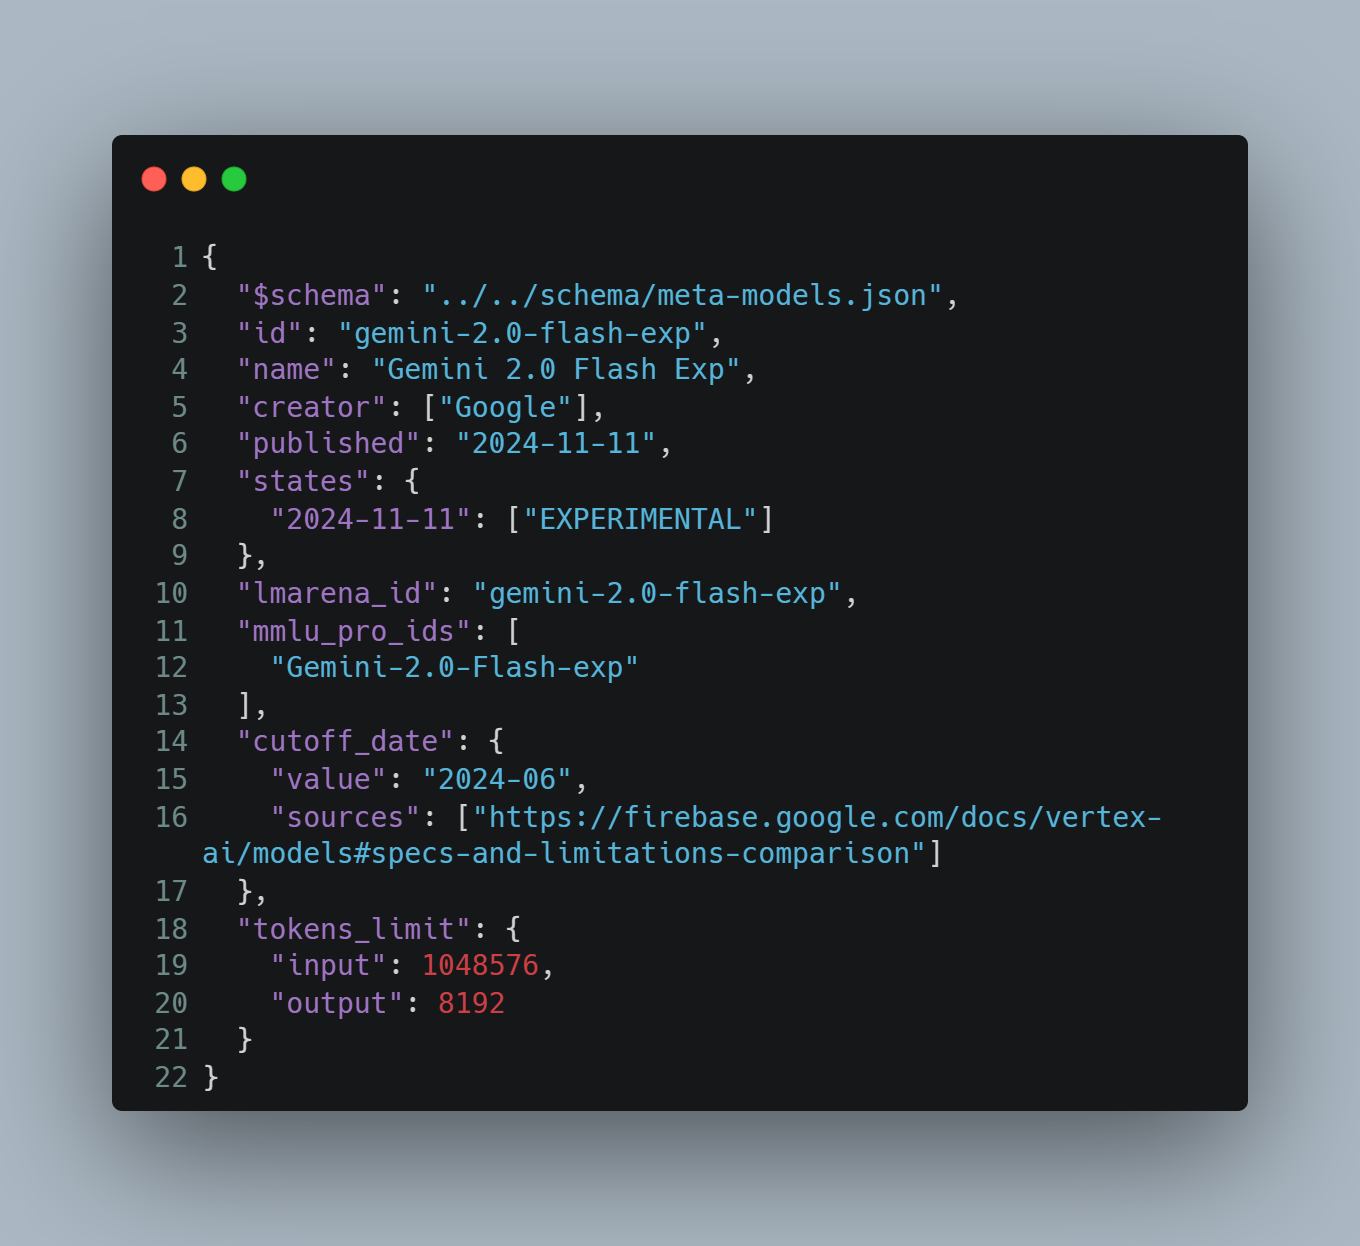 1 {
2   "$schema": "../../schema/meta-models.json",
3   "id": "gemini-2.0-flash-exp",
4   "name": "Gemini 2.0 Flash Exp",
5   "creator": ["Google"],
6   "published": "2024-11-11",
7   "states": {
8     "2024-11-11": ["EXPERIMENTAL"]
9   },
10   "lmarena_id": "gemini-2.0-flash-exp",
11   "mmlu_pro_ids": [
12     "Gemini-2.0-Flash-exp"
13   ],
14   "cutoff_date": {
15     "value": "2024-06",
16     "sources": ["https://firebase.google.com/docs/vertex-
ai/models#specs-and-limitations-comparison"]
17   },
18   "tokens_limit": {
19     "input": 1048576,
20     "output": 8192
21   }
22 }